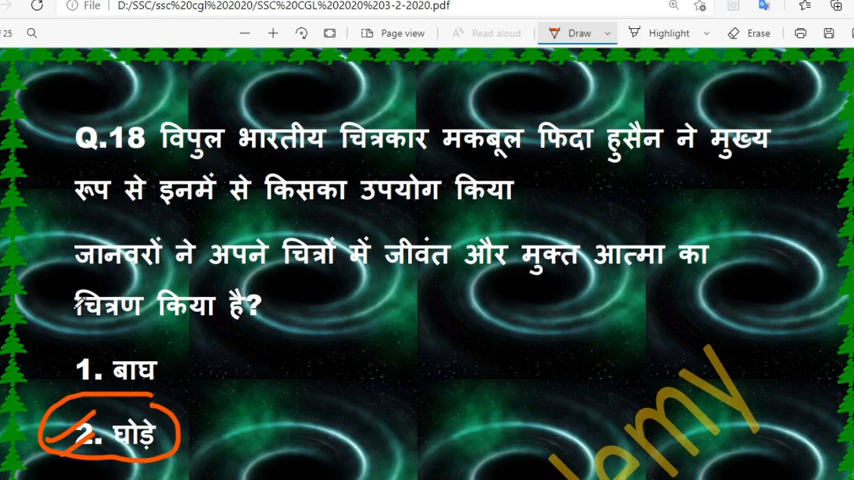 File D:/SSC/ssc%20cgl%202020/SSC%20CGL%202020%203-2-2020.pdf
25 Page view Read aloud Draw Highlight Erase
Q.18 विपुल भारतीय चित्रकार मकबूल फिदा हुसैन ने मुख्य
रूप से इनमें से किसका उपयोग किया
जानवरों ने अपने चित्रों में जीवंत और मुक्त आत्मा का
चित्रण किया है?
1. बाघ
2. घोड़े